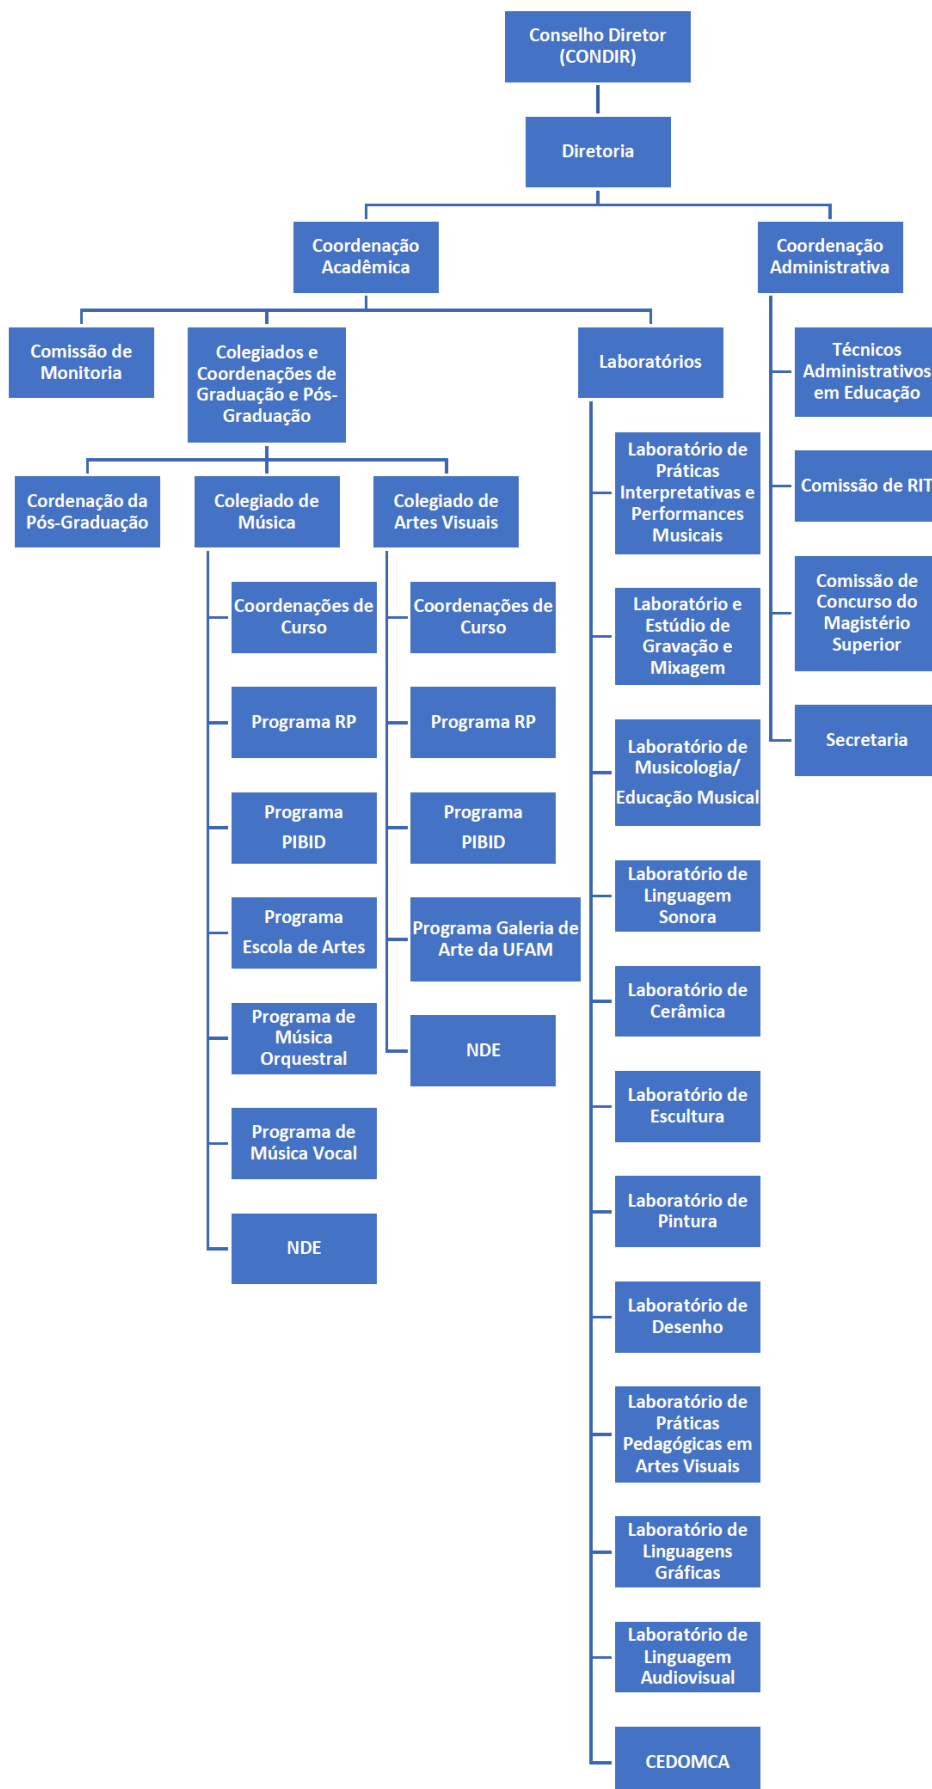 Conselho Diretor
(CONDIR)
Diretoria
Coordenação
Acadêmica
Coordenação
Administrativa
Comissão de
Monitoria
Colegiados e
Coordenações de
Graduação e Pós-
Graduação
Laboratórios
Cordenação da
Pós-Graduação
Colegiado de
Música
Colegiado de
Artes Visuais
Coordenações de
Curso
Programa RP
Programa
PIBID
Programa
Escola de Artes
Programa de
Música
Orquestral
Programa de
Música Vocal
NDE
Coordenações de
Curso
Programa RP
Programa
PIBID
Programa Galeria de
Arte da UFAM
NDE
Laboratório de
Práticas
Interpretativas e
Performances
Musicais
Laboratório e
Estúdio de
Gravação e
Mixagem
Laboratório de
Musicologia/
Educação Musical
Laboratório de
Linguagem
Sonora
Laboratório de
Cerâmica
Laboratório de
Escultura
Laboratório de
Pintura
Laboratório de
Desenho
Laboratório de
Práticas
Pedagógicas em
Artes Visuais
Laboratório de
Linguagens
Gráficas
Laboratório de
Linguagem
Audiovisual
CEDOMCA
Técnicos
Administrativos
em Educação
Comissão de RIT
Comissão de
Concurso do
Magistério
Superior
Secretaria